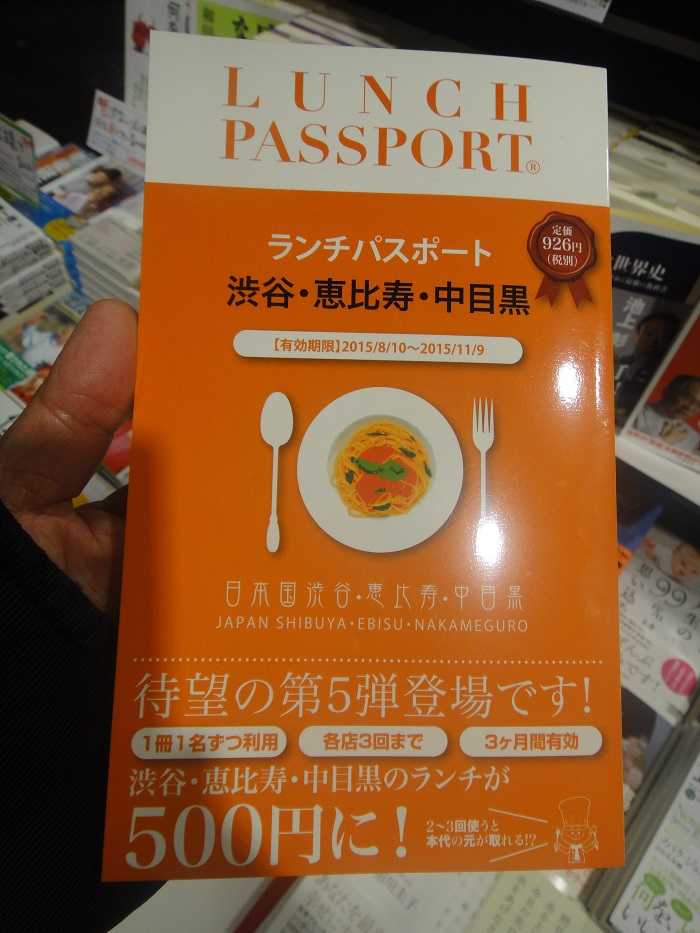 LUNCH
PASSPORT®
ランチパスポート
定価
926円
(税別)
渋谷・恵比寿・中目黒
【有効期限】2015/8/10〜2015/11/9
日本国渋谷・恵比寿・中目黒
JAPAN SHIBUYA・EBISU・NAKAMEGURO
待望の第5弾登場です!
1冊1名ずつ利用
各店3回まで
3ヶ月間有効
渋谷・恵比寿・中目黒のランチが
500円に!
2〜3回使うと
本代の元が取れる!?
世界史
池上